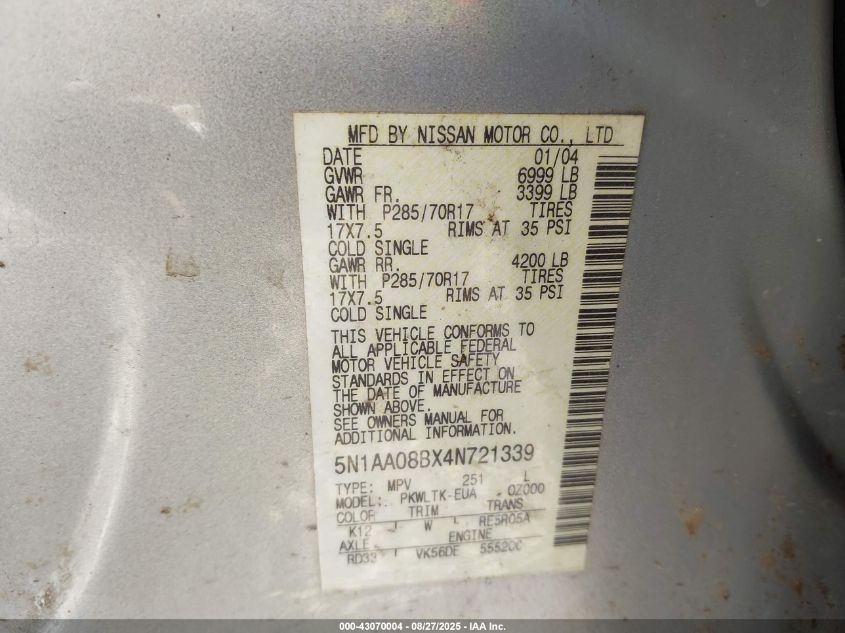 MFD BY NISSAN MOTOR CO., LTD
DATE 01/04
GVWR 6999 LB
GAWR FR. 3399 LB
WITH P285/70R17 TIRES
17X7.5 RIMS AT 35 PSI
COLD SINGLE
GAWR RR. 4200 LB
WITH P285/70R17 TIRES
17X7.5 RIMS AT 35 PSI
COLD SINGLE
THIS VEHICLE CONFORMS TO
ALL APPLICABLE FEDERAL
MOTOR VEHICLE SAFETY
STANDARDS IN EFFECT ON
THE DATE OF MANUFACTURE
SHOWN ABOVE.
SEE OWNERS MANUAL FOR
ADDITIONAL INFORMATION.
5N1AA08BX4N721339
TYPE: MPV 251 L
MODEL: PKWLTK-EUA 0Z000
COLOR TRIM TRANS
K12 W L RE5R05A
AXLE ENGINE
RD33 VK56DE
000-43070004 - 08/27/2025 - IAA Inc.